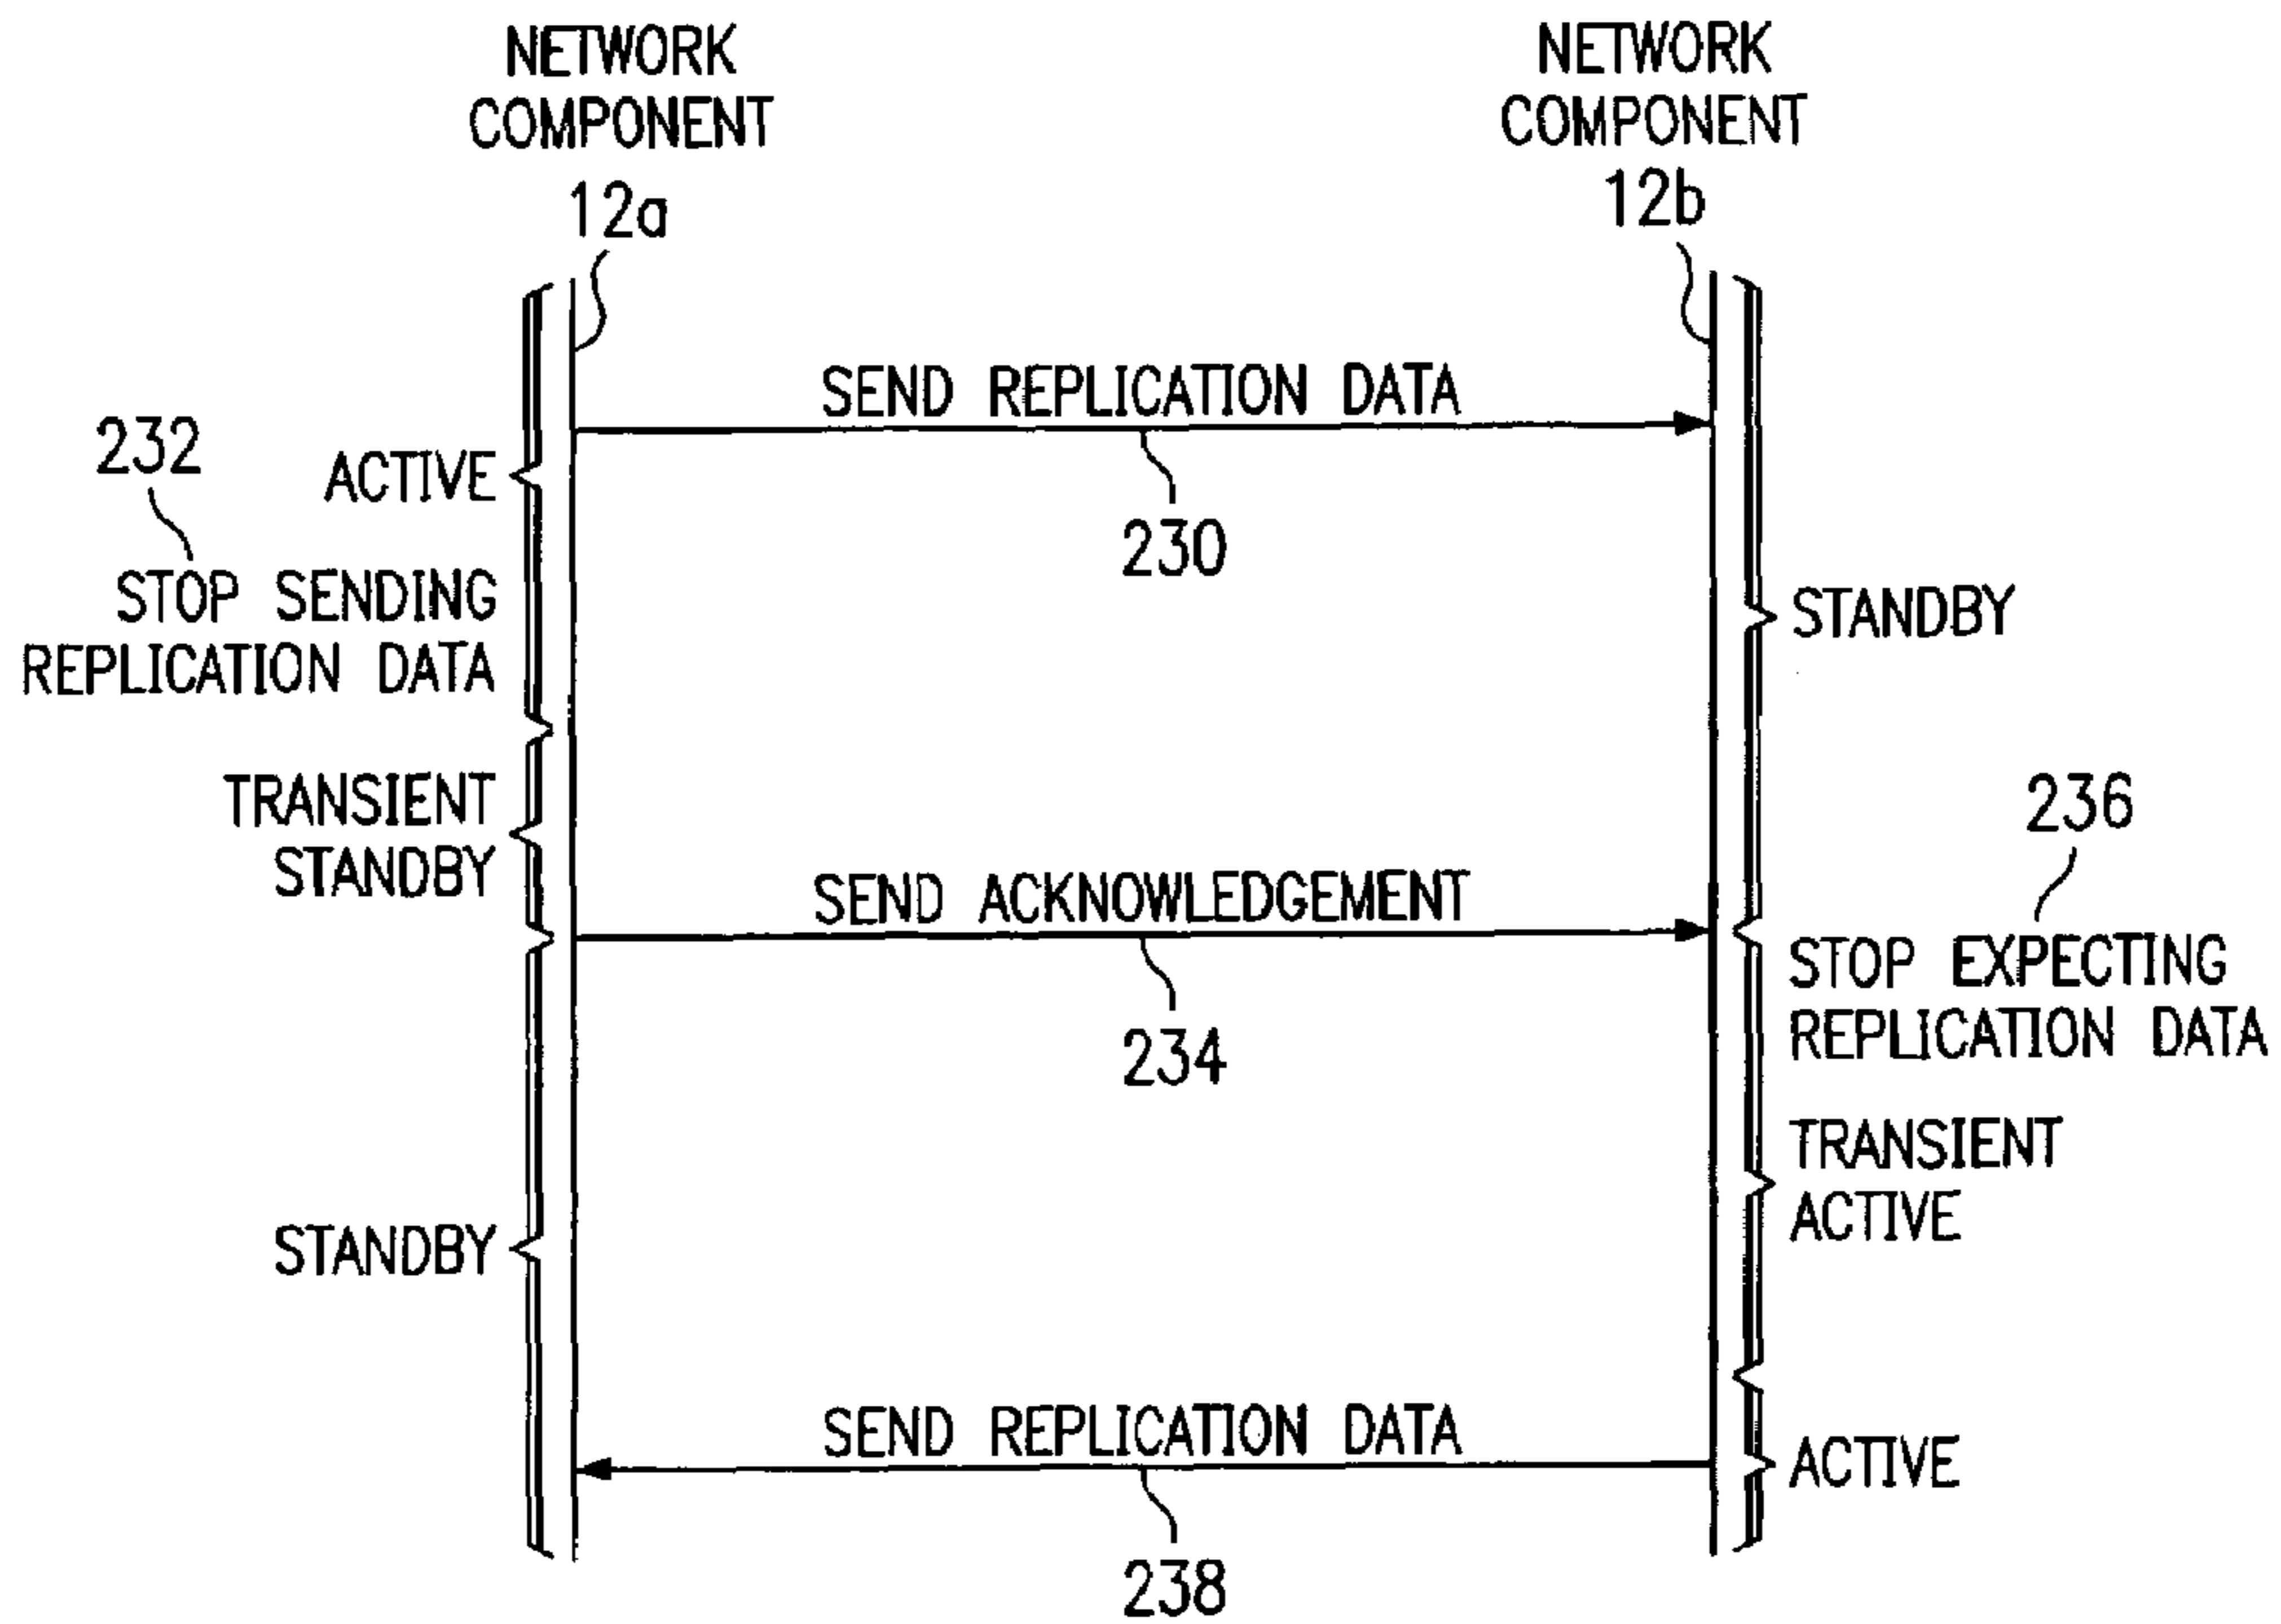 NETWORK
COMPONENT
12a
NETWORK
COMPONENT
12b
SEND REPLICATION DATA
230
232
ACTIVE
STOP SENDING
REPLICATION DATA
STANDBY
TRANSIENT
STANDBY
236
SEND ACKNOWLEDGEMENT
234
STOP EXPECTING
REPLICATION DATA
TRANSIENT
ACTIVE
STANDBY
SEND REPLICATION DATA
238
ACTIVE